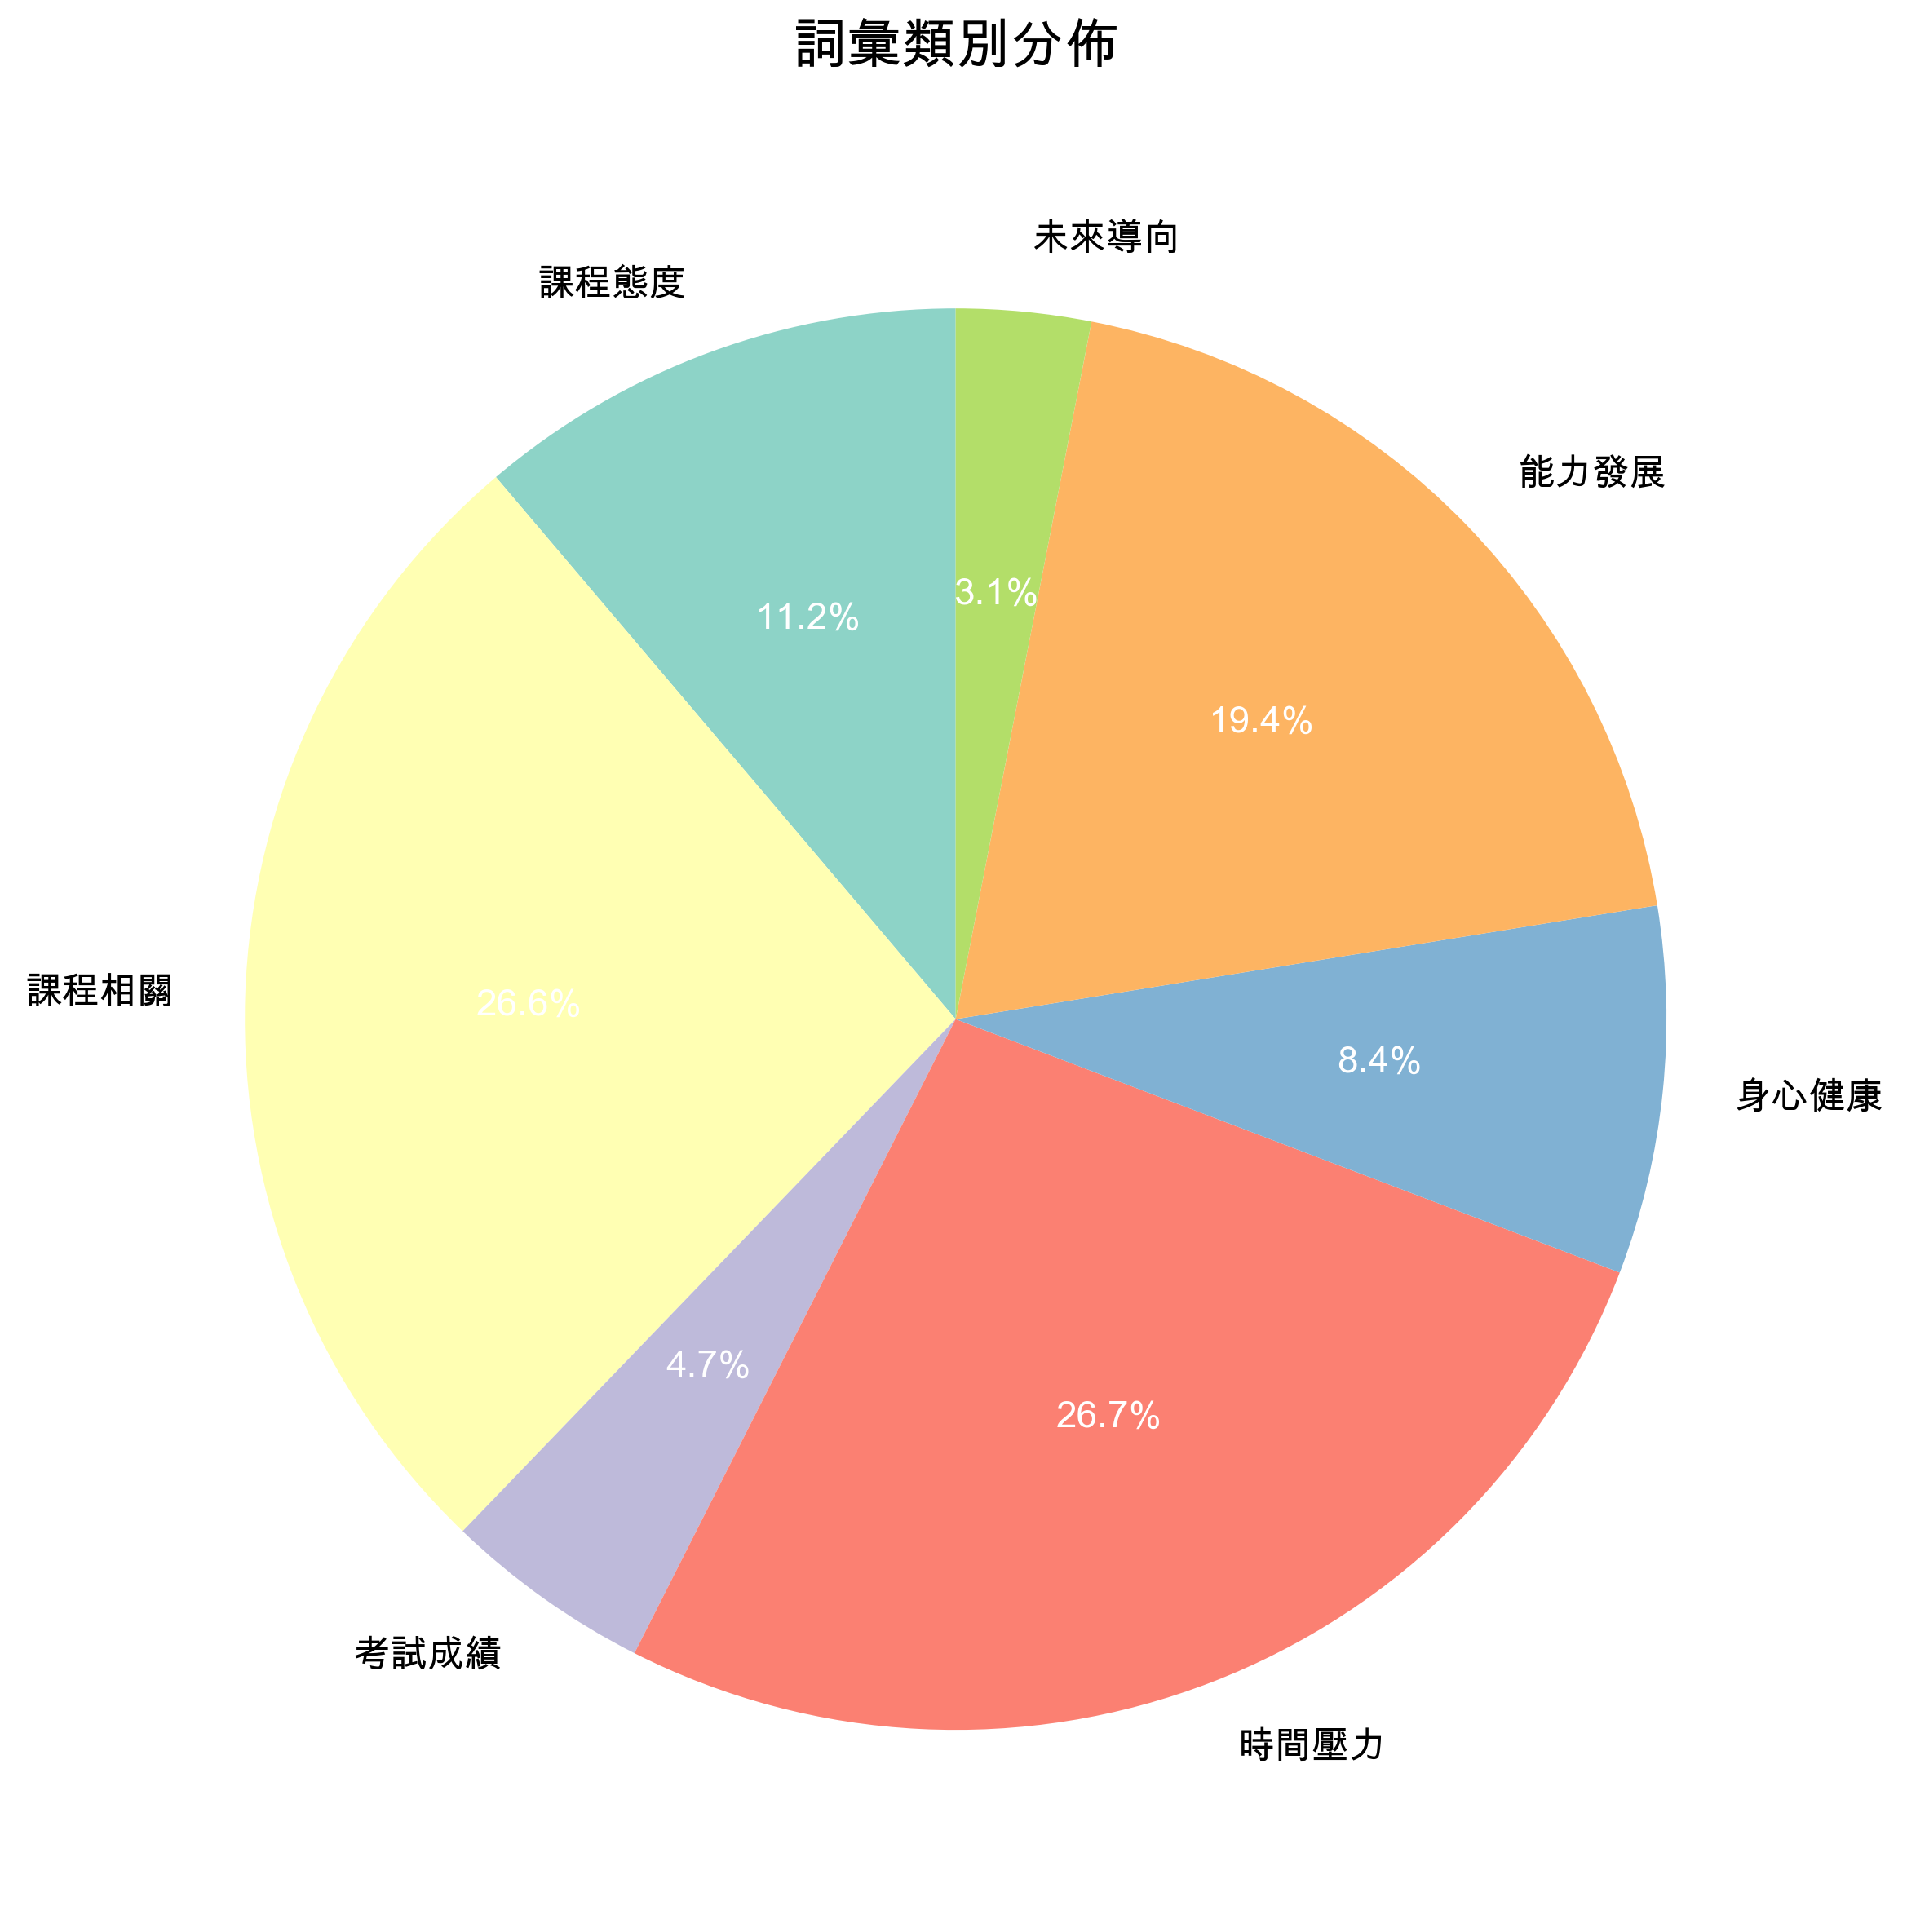 詞彙類別分佈
未來導向
課程態度
能力發展
3.1%
11.2%
19.4%
課程相關
26.6%
8.4%
身心健康
4.7%
26.7%
考試成績
時間壓力